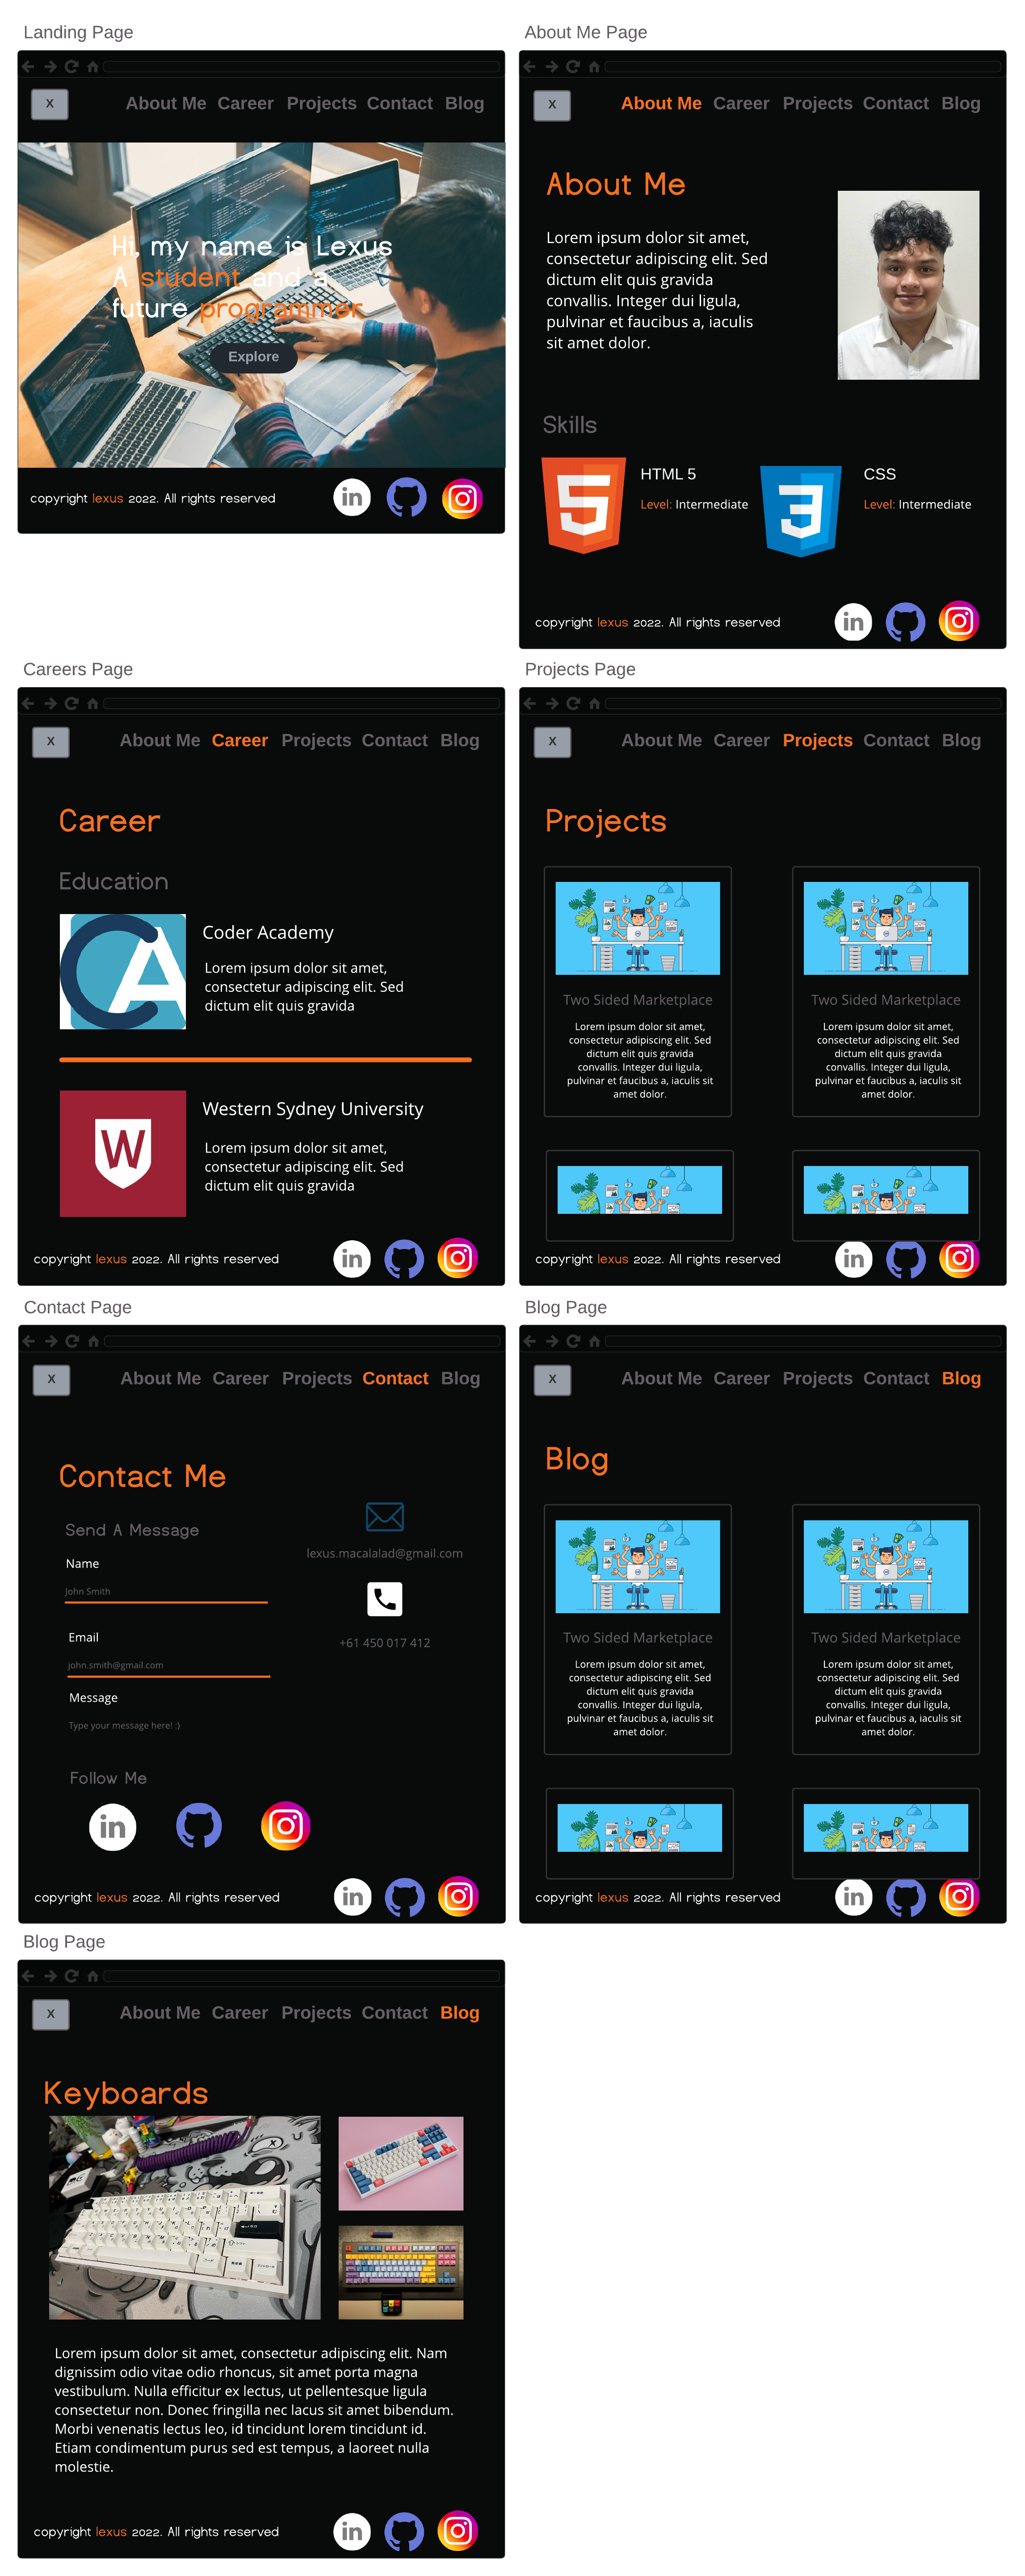 Landing Page
X
About Me Career Projects Contact Blog
Hi, my name is Lexus
A student and a
future programmer
Explore
copyright lexus 2022. All rights reserved
in
About Me Page
X
About Me Career Projects Contact Blog
About Me
Lorem ipsum dolor sit amet,
consectetur adipiscing elit. Sed
dictum elit quis gravida
convallis. Integer dui ligula,
pulvinar et faucibus a, iaculis
sit amet dolor.
Skills
5
HTML 5
Level: Intermediate
3
CSS
Level: Intermediate
copyright lexus 2022. All rights reserved
in
Careers Page
X
About Me Career Projects Contact Blog
Career
Education
CA
Coder Academy
Lorem ipsum dolor sit amet,
consectetur adipiscing elit. Sed
dictum elit quis gravida
W
Western Sydney University
Lorem ipsum dolor sit amet,
consectetur adipiscing elit. Sed
dictum elit quis gravida
copyright lexus 2022. All rights reserved
in
Projects Page
X
About Me Career Projects Contact Blog
Projects
Two Sided Marketplace
Lorem ipsum dolor sit amet,
consectetur adipiscing elit. Sed
dictum elit quis gravida
convallis. Integer dui ligula,
pulvinar et faucibus a, iaculis sit
amet dolor.
Two Sided Marketplace
Lorem ipsum dolor sit amet,
consectetur adipiscing elit. Sed
dictum elit quis gravida
convallis. Integer dui ligula,
pulvinar et faucibus a, iaculis sit
amet dolor.
copyright lexus 2022. All rights reserved
in
Contact Page
X
About Me Career Projects Contact Blog
Contact Me
Send A Message
Name
John Smith
Email
john.smith@gmail.com
Message
Type your message here! :)
lexus.macalalad@gmail.com
+61 450 017 412
Follow Me
in
copyright lexus 2022. All rights reserved
in
Blog Page
X
About Me Career Projects Contact Blog
Blog
Two Sided Marketplace
Lorem ipsum dolor sit amet,
consectetur adipiscing elit. Sed
dictum elit quis gravida
convallis. Integer dui ligula,
pulvinar et faucibus a, iaculis sit
amet dolor.
Two Sided Marketplace
Lorem ipsum dolor sit amet,
consectetur adipiscing elit. Sed
dictum elit quis gravida
convallis. Integer dui ligula,
pulvinar et faucibus a, iaculis sit
amet dolor.
copyright lexus 2022. All rights reserved
in
Blog Page
X
About Me Career Projects Contact Blog
Keyboards
Lorem ipsum dolor sit amet, consectetur adipiscing elit. Nam
dignissim odio vitae odio rhoncus, sit amet porta magna
vestibulum. Nulla efficitur ex lectus, ut pellentesque ligula
consectetur non. Donec fringilla nec lacus sit amet bibendum.
Morbi venenatis lectus leo, id tincidunt lorem tincidunt id.
Etiam condimentum purus sed est tempus, a laoreet nulla
molestie.
copyright lexus 2022. All rights reserved
in